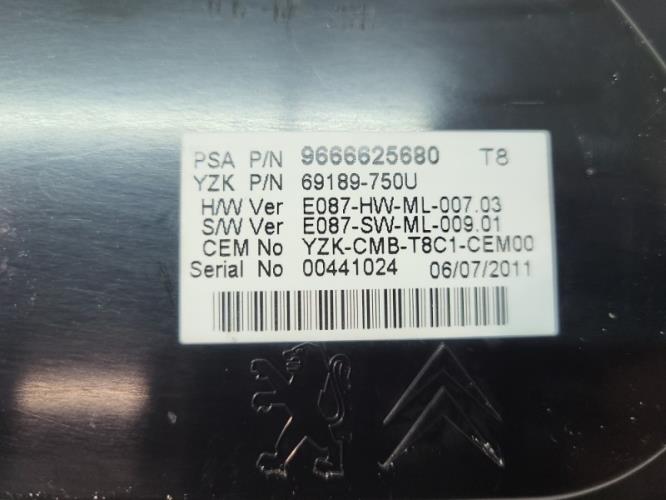 PSA P/N 9666625680 T8
YZK P/N 69189-750U
H/W Ver E087-HW-ML-007.03
S/W Ver E087-SW-ML-009.01
CEM No YZK-CMB-T8C1-CEM00
Serial No 00441024 06/07/2011